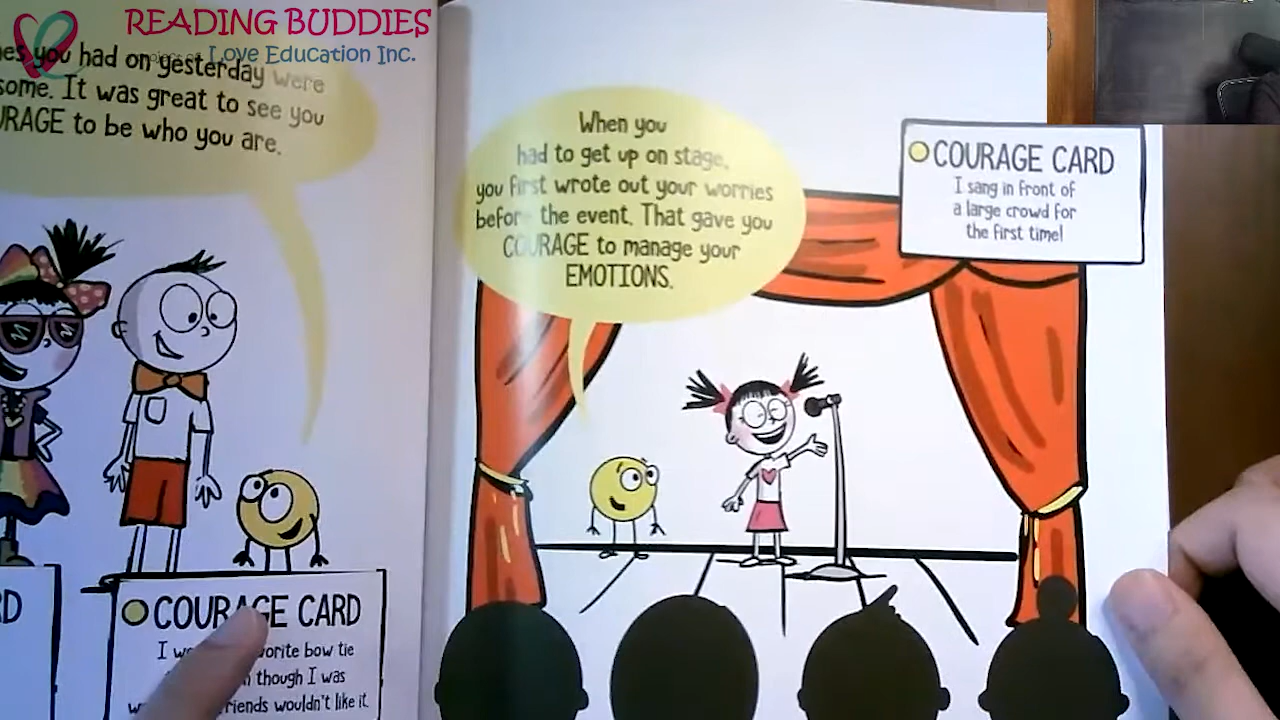 READING BUDDIES
Love Education Inc.
you had on yesterday were
some. It was great to see you
COURAGE to be who you are.
COURAGE CARD
I favorite bow tie
though I was
friends wouldn't like it.
When you
had to get up on stage,
you first wrote out your worries
before the event. That gave you
COURAGE to manage your
EMOTIONS.
COURAGE CARD
I sang in front of
a large crowd for
the first time!